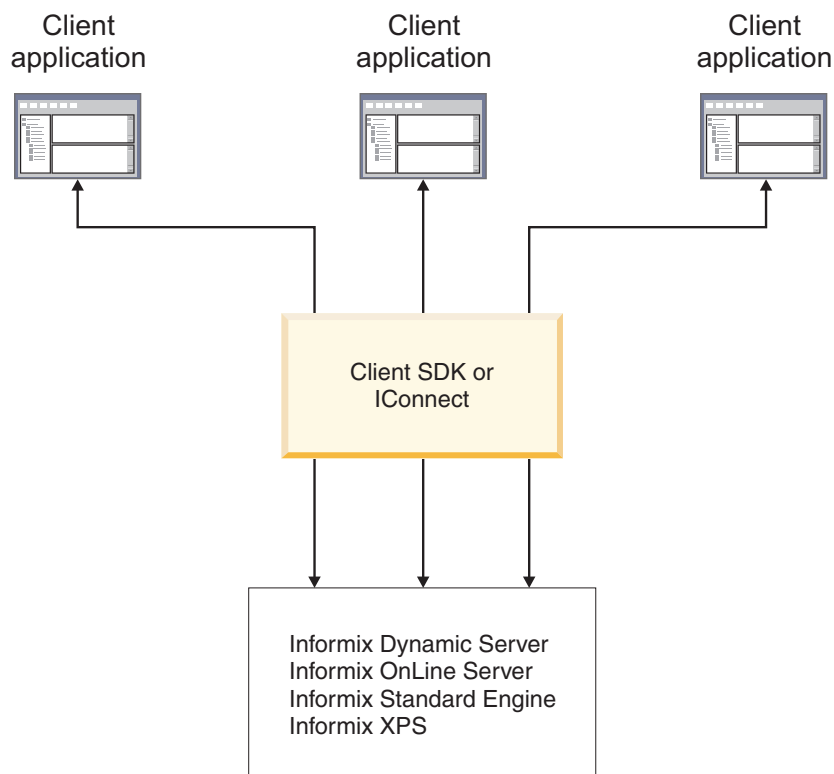 Client
application
Client
application
Client
application
Client SDK or
IConnect
Informix Dynamic Server
Informix OnLine Server
Informix Standard Engine
Informix XPS